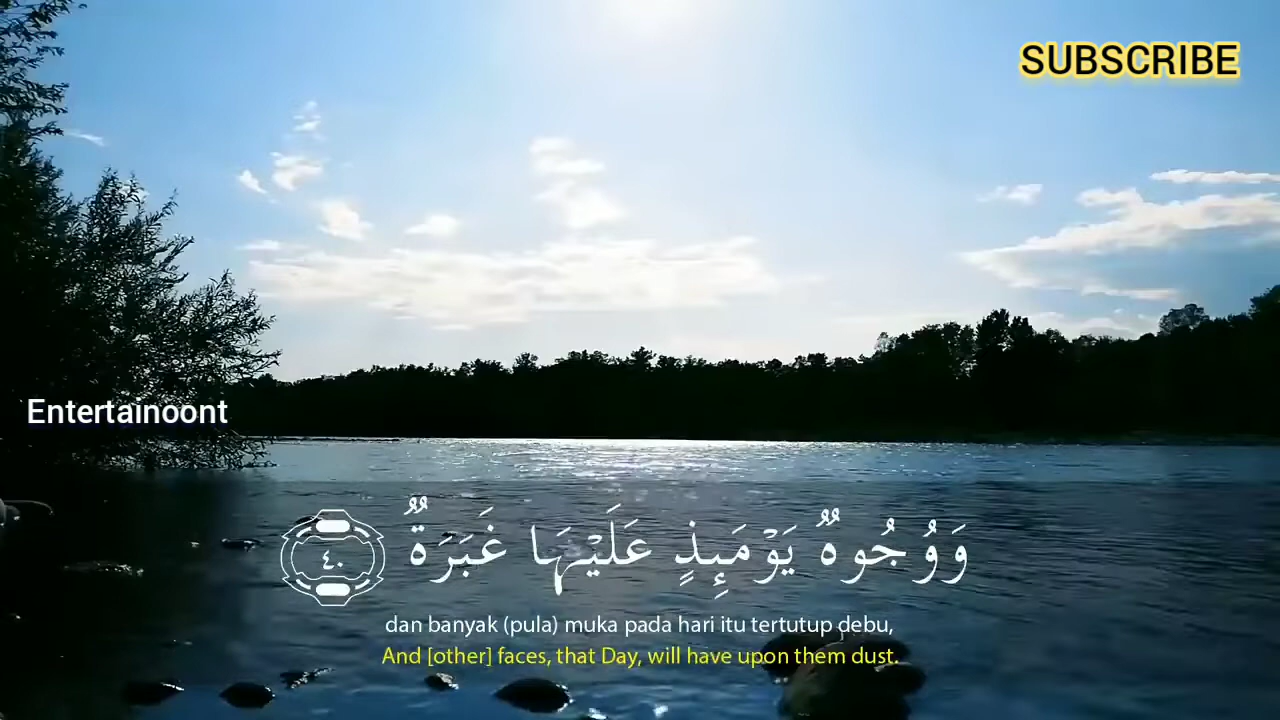 SUBSCRIBE
Entertainoont
وَوُجُوهٌ يَوْمَئِذٍ عَلَيْهَا غَبَرَةٌ ٤٠
dan banyak (pula) muka pada hari itu tertutup debu,
And [other] faces, that Day, will have upon them dust.